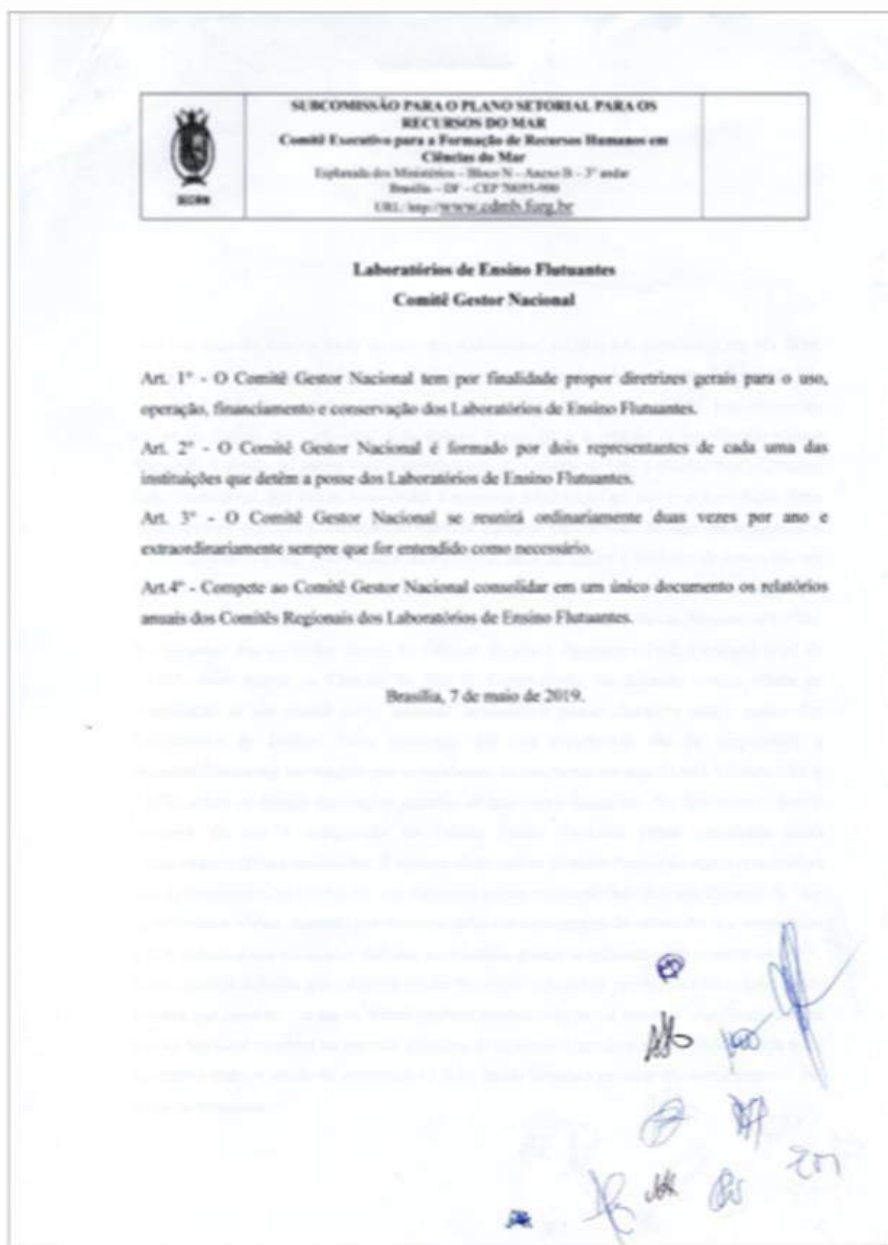 SUBCOMISSÃO PARA O PLANO SETORIAL PARA OS
RECURSOS DO MAR
Comitê Executivo para a Formação de Recursos Humanos em
Ciências do Mar
Esplanada dos Ministérios – Bloco N – Anexo B – 3º andar
Brasília – DF – CEP 70055-900
URL: http://www.cdmb.furg.br
Laboratórios de Ensino Flutuantes
Comitê Gestor Nacional
Art. 1º - O Comitê Gestor Nacional tem por finalidade propor diretrizes gerais para o uso,
operação, financiamento e conservação dos Laboratórios de Ensino Flutuantes.
Art. 2º - O Comitê Gestor Nacional é formado por dois representantes de cada uma das
instituições que detêm a posse dos Laboratórios de Ensino Flutuantes.
Art. 3º - O Comitê Gestor Nacional se reunirá ordinariamente duas vezes por ano e
extraordinariamente sempre que for entendido como necessário.
Art.4º - Compete ao Comitê Gestor Nacional consolidar em um único documento os relatórios
anuais dos Comitês Regionais dos Laboratórios de Ensino Flutuantes.
Brasília, 7 de maio de 2019.